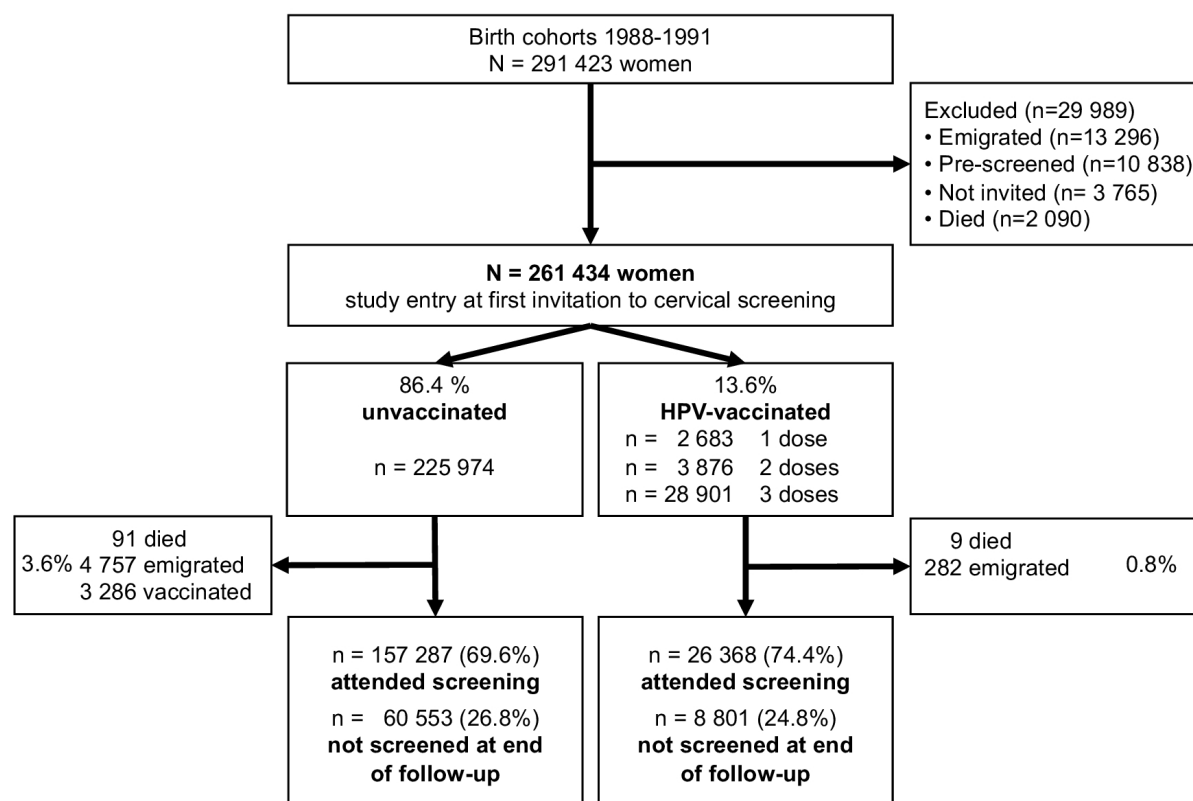 Birth cohorts 1988-1991
N = 291 423 women
Excluded (n=29 989)
• Emigrated (n=13 296)
• Pre-screened (n=10 838)
• Not invited (n= 3 765)
• Died (n=2 090)
N = 261 434 women
study entry at first invitation to cervical screening
86.4 %
unvaccinated
n = 225 974
13.6%
HPV-vaccinated
n = 2 683 1 dose
n = 3 876 2 doses
n = 28 901 3 doses
91 died
3.6% 4 757 emigrated
3 286 vaccinated
9 died
282 emigrated 0.8%
n = 157 287 (69.6%)
attended screening
n = 60 553 (26.8%)
not screened at end
of follow-up
n = 26 368 (74.4%)
attended screening
n = 8 801 (24.8%)
not screened at end
of follow-up